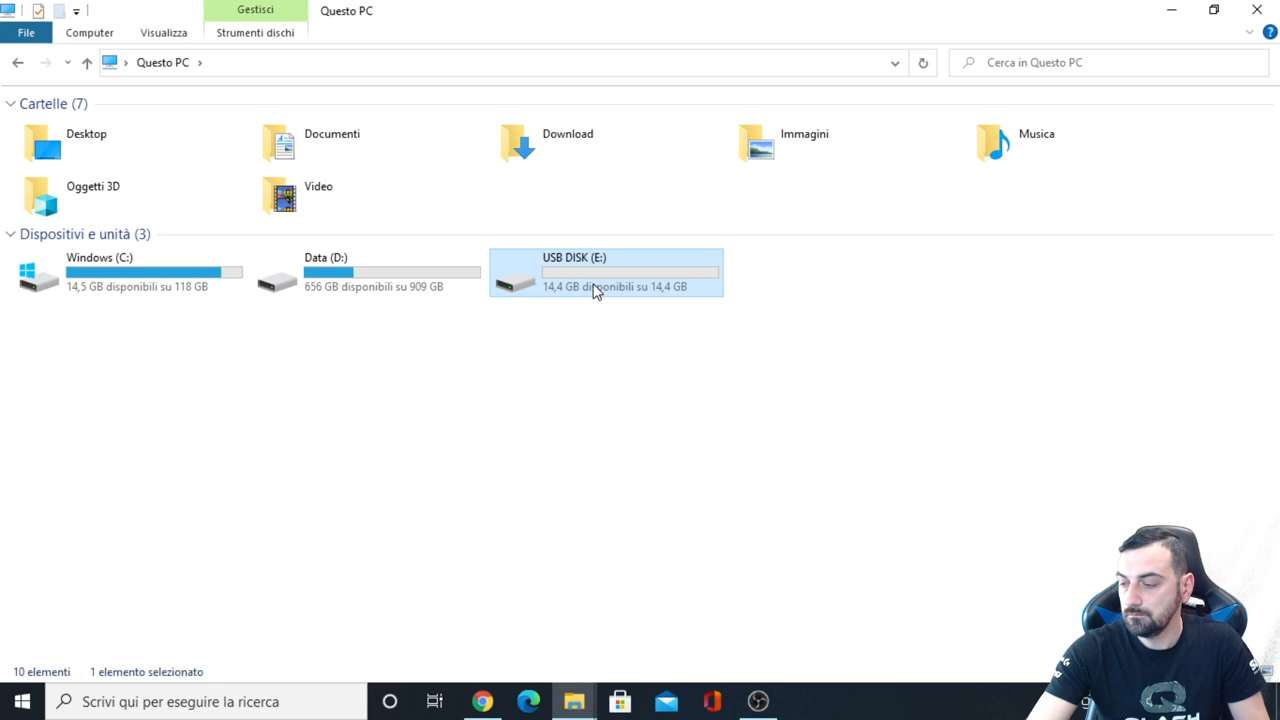 Gestisci
Questo PC
File
Computer
Visualizza
Strumenti dischi
Questo PC
Cerca in Questo PC
Cartelle (7)
Desktop
Documenti
Download
Immagini
Musica
Oggetti 3D
Video
Dispositivi e unità (3)
Windows (C:)
14,5 GB disponibili su 118 GB
Data (D:)
656 GB disponibili su 909 GB
USB DISK (E:)
14,4 GB disponibili su 14,4 GB
10 elementi
1 elemento selezionato
Scrivi qui per eseguire la ricerca